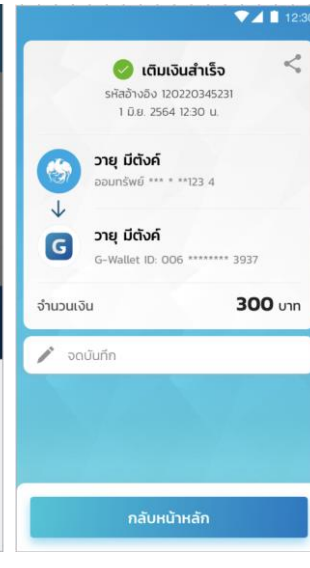 12:30
เติมเงินสำเร็จ
รหัสอ้างอิง 120220345231
1 มิ.ย. 2564 12:30 น.
วายุ มีตังค์
ออมทรัพย์ *** * **123 4
วายุ มีตังค์
G
G-Wallet ID: 006 ******** 3937
จำนวนเงิน 300 บาท
จดบันทึก
กลับหน้าหลัก